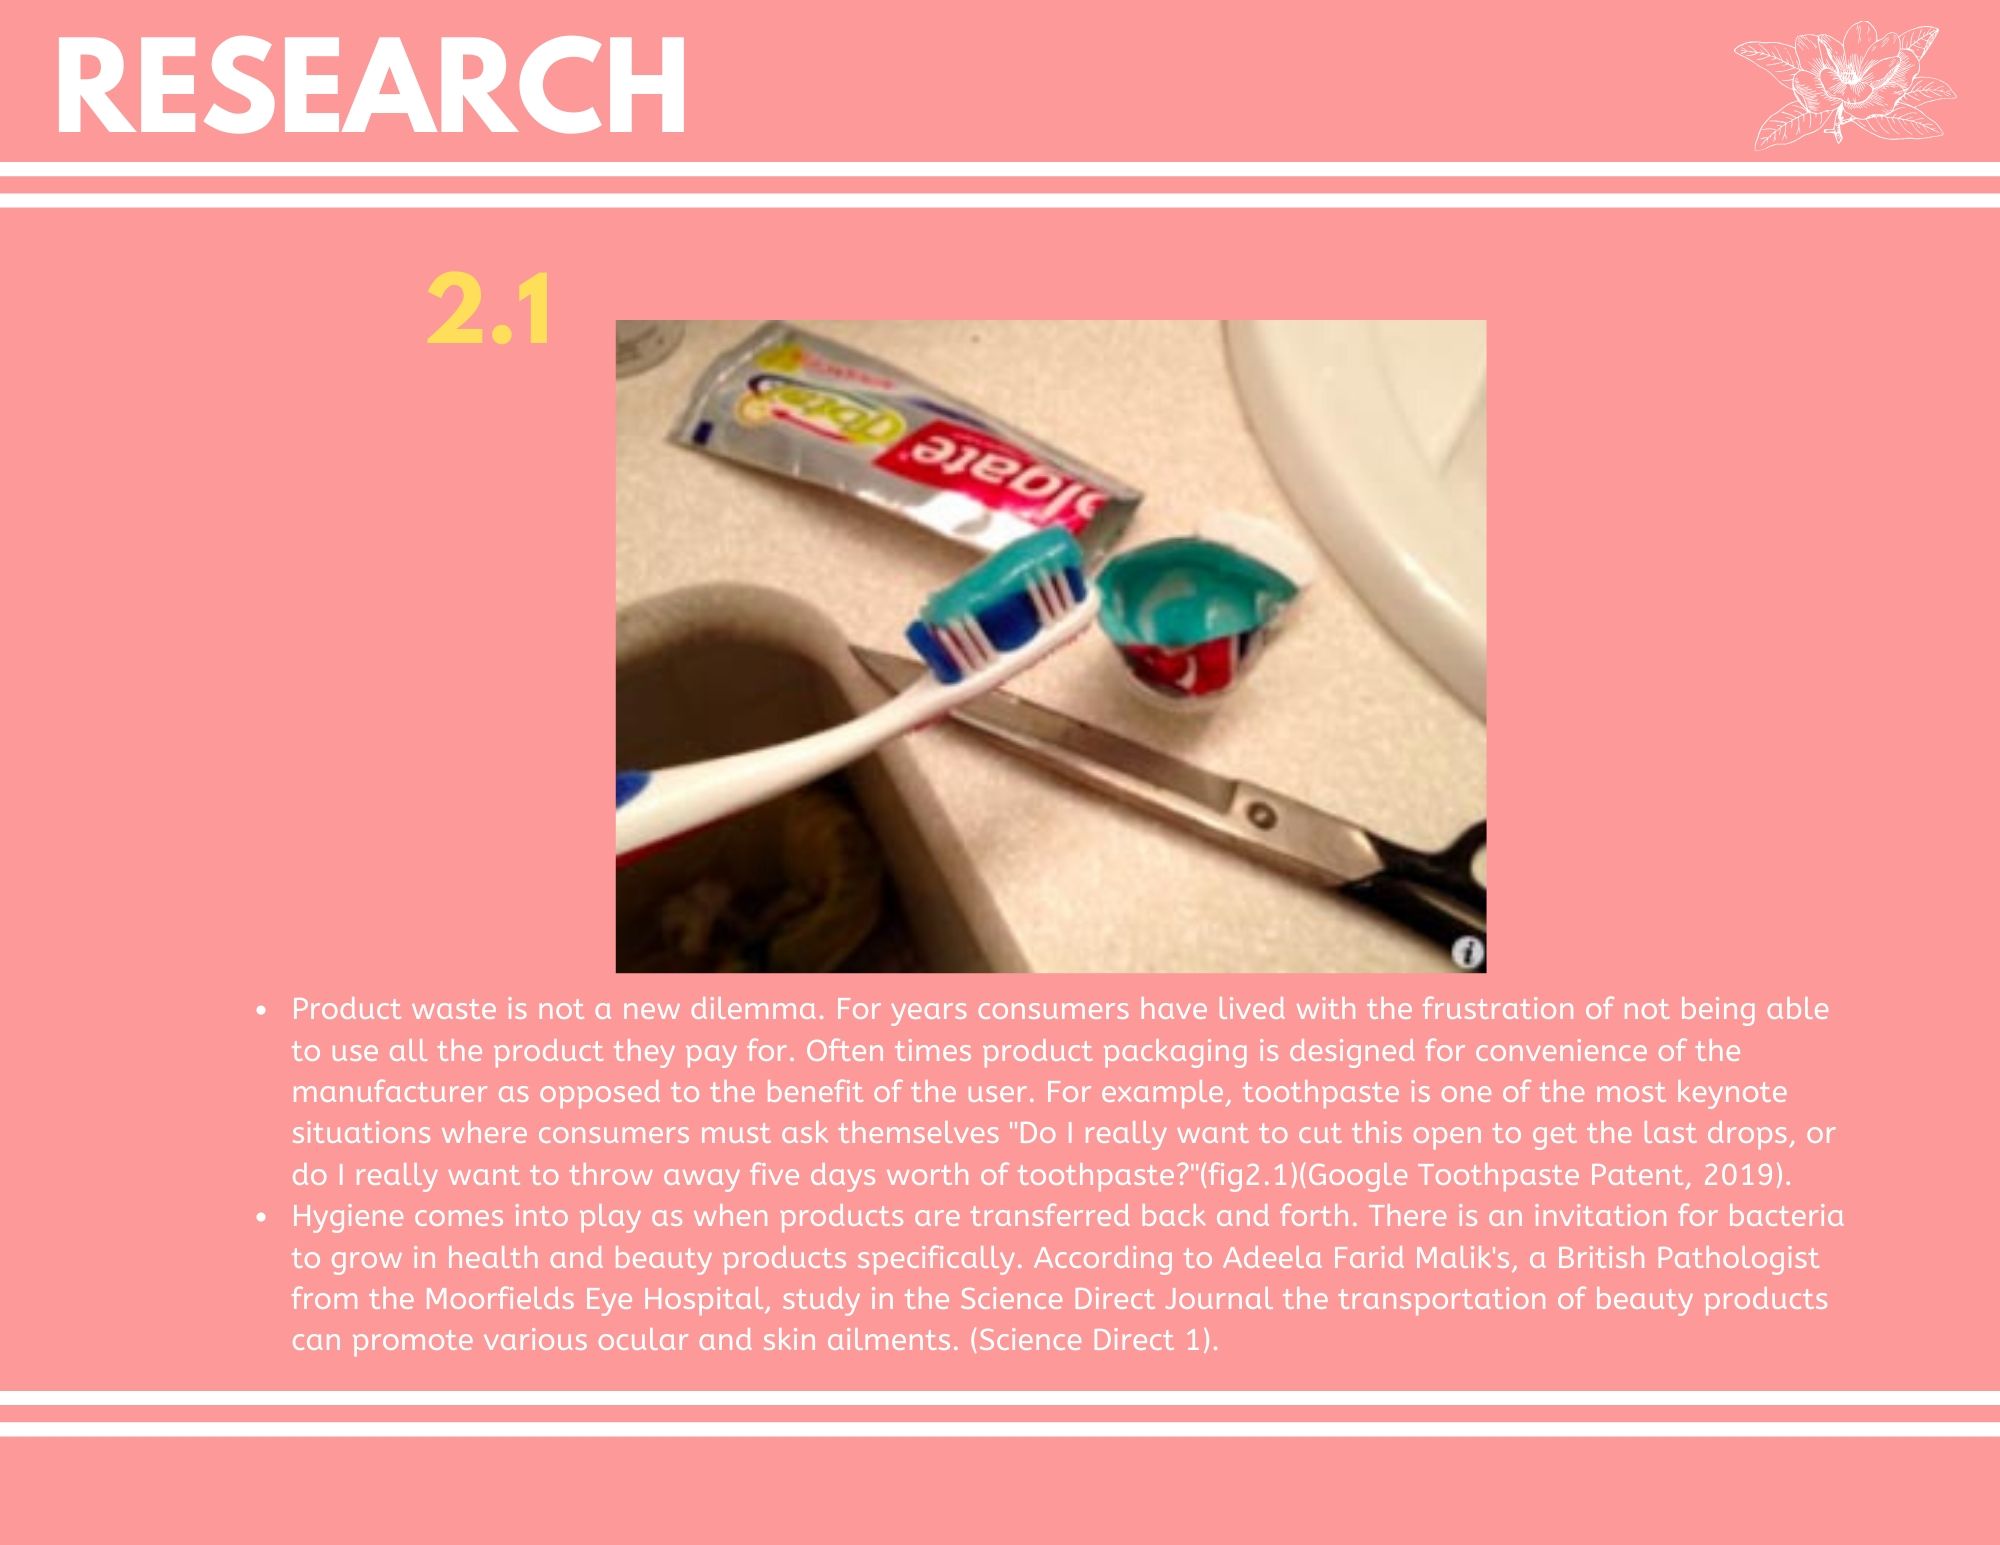 RESEARCH
2.1
Total
olgate
i
• Product waste is not a new dilemma. For years consumers have lived with the frustration of not being able
to use all the product they pay for. Often times product packaging is designed for convenience of the
manufacturer as opposed to the benefit of the user. For example, toothpaste is one of the most keynote
situations where consumers must ask themselves "Do I really want to cut this open to get the last drops, or
do I really want to throw away five days worth of toothpaste?"(fig2.1)(Google Toothpaste Patent, 2019).
• Hygiene comes into play as when products are transferred back and forth. There is an invitation for bacteria
to grow in health and beauty products specifically. According to Adeela Farid Malik's, a British Pathologist
from the Moorfields Eye Hospital, study in the Science Direct Journal the transportation of beauty products
can promote various ocular and skin ailments. (Science Direct 1).